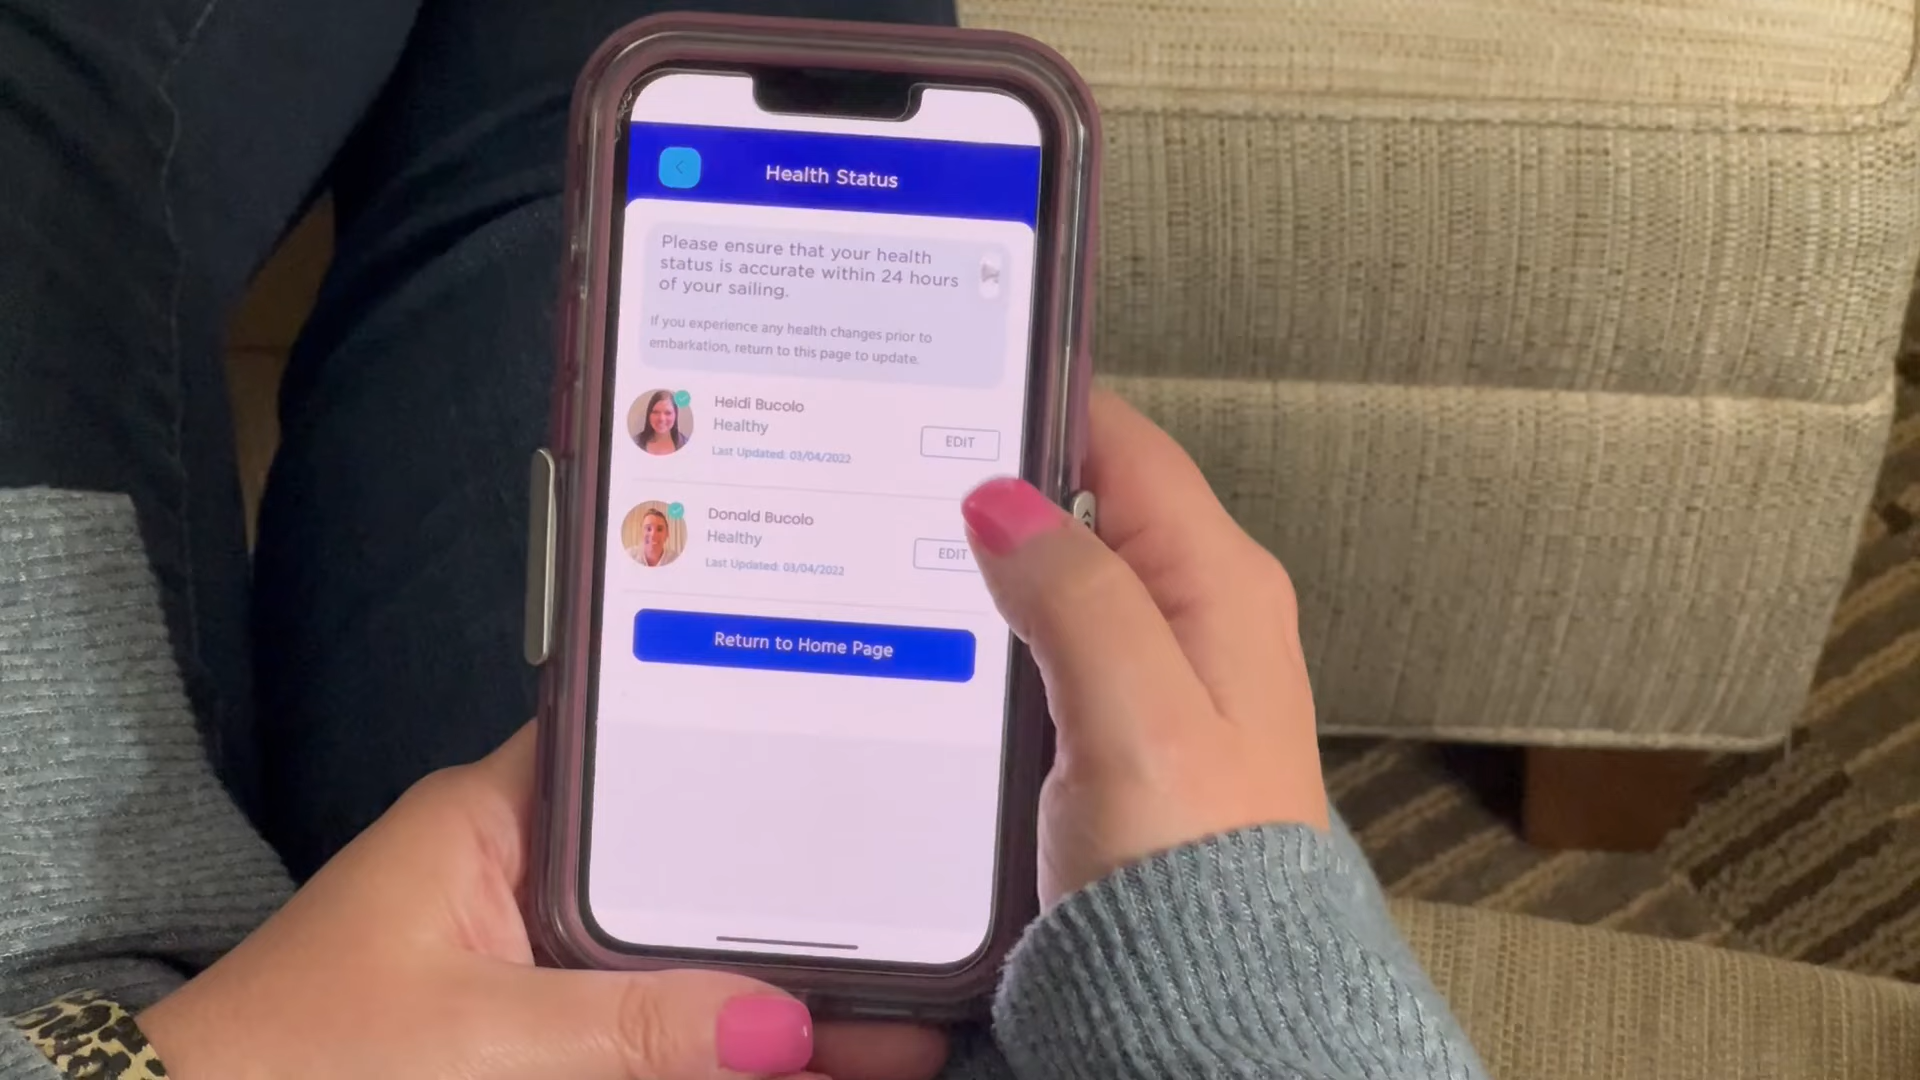 Health Status
Please ensure that your health
status is accurate within 24 hours
of your sailing.
If you experience any health changes prior to
embarkation, return to this page to update.
Heidi Bucolo
Healthy
Last Updated: 03/04/2022
EDIT
Donald Bucolo
Healthy
Last Updated: 03/04/2022
EDIT
Return to Home Page